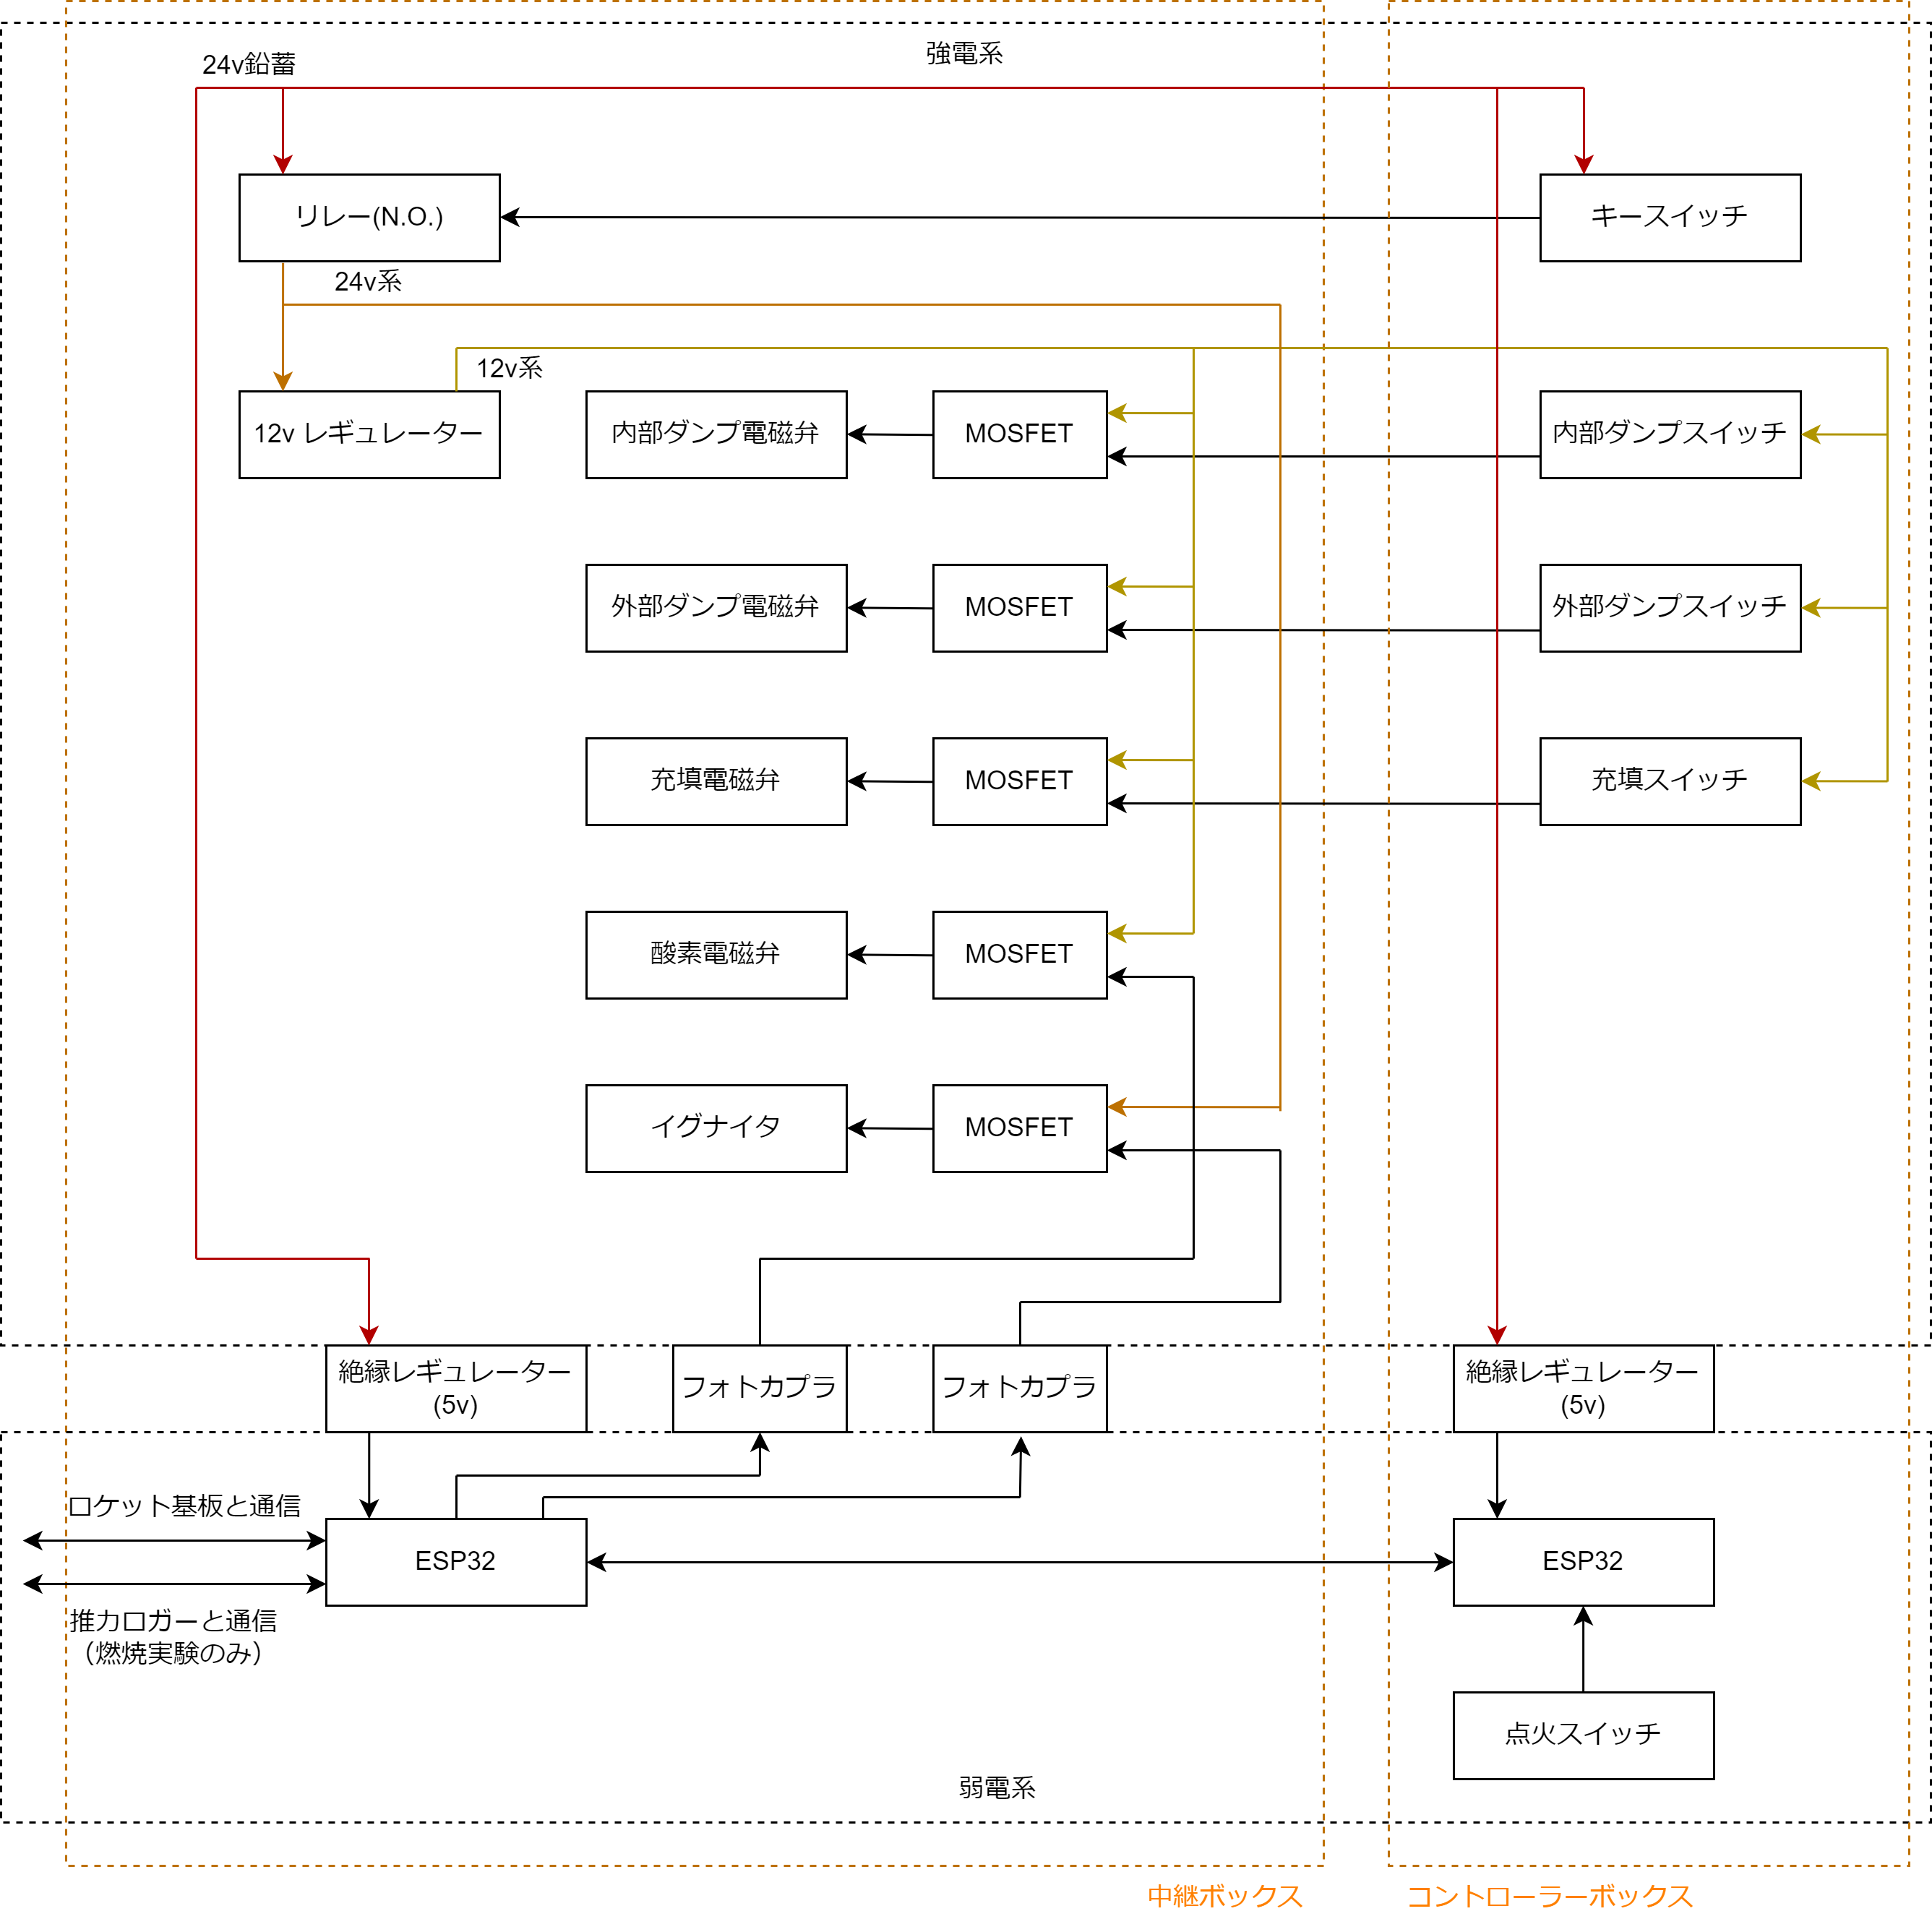 強電系
24v鉛蓄
リレー(N.O.)
キースイッチ
24v系
12v系
12v レギュレーター
内部ダンプ電磁弁
MOSFET
内部ダンプスイッチ
外部ダンプ電磁弁
MOSFET
外部ダンプスイッチ
充填電磁弁
MOSFET
充填スイッチ
酸素電磁弁
MOSFET
イグナイタ
MOSFET
絶縁レギュレーター
(5v)
フォトカプラ
フォトカプラ
絶縁レギュレーター
(5v)
ロケット基板と通信
ESP32
ESP32
推力ロガーと通信
（燃焼実験のみ）
点火スイッチ
弱電系
中継ボックス
コントローラーボックス